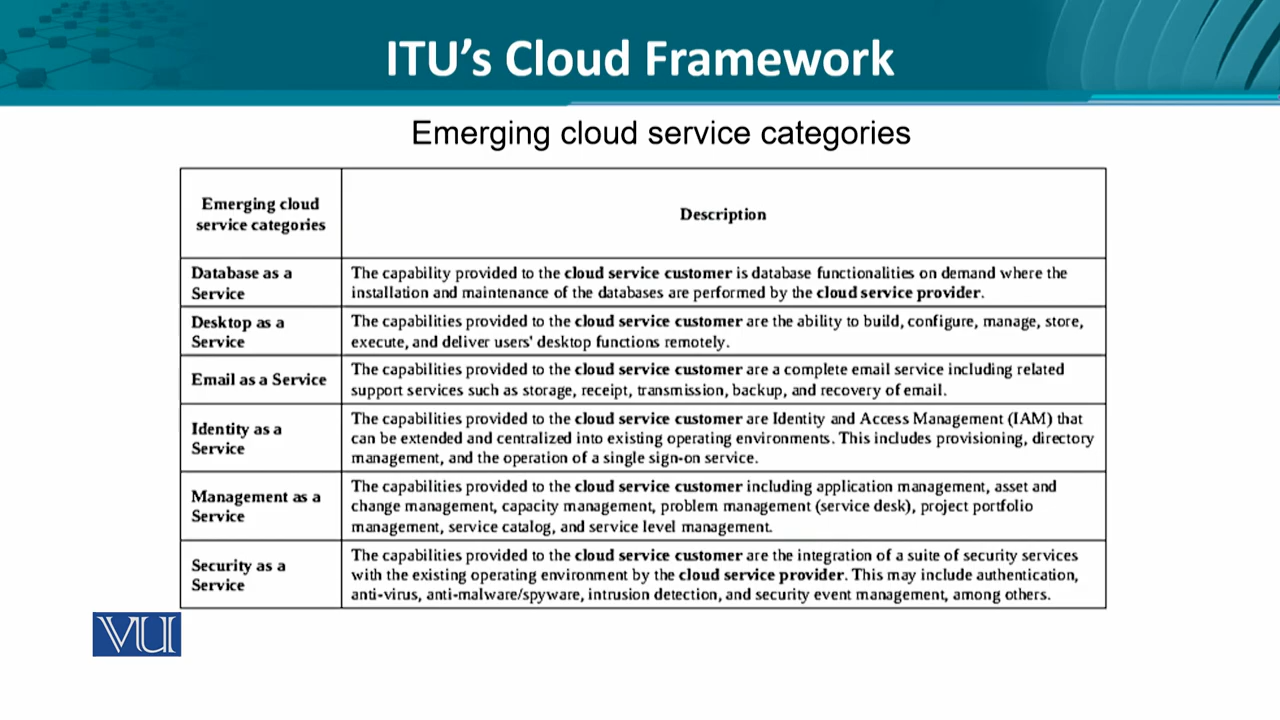 ITU's Cloud Framework
Emerging cloud service categories
Emerging cloud
service categories
Description
Database as a
Service
The capability provided to the cloud service customer is database functionalities on demand where the
installation and maintenance of the databases are performed by the cloud service provider.
Desktop as a
Service
The capabilities provided to the cloud service customer are the ability to build, configure, manage, store,
execute, and deliver users' desktop functions remotely.
Email as a Service
The capabilities provided to the cloud service customer are a complete email service including related
support services such as storage, receipt, transmission, backup, and recovery of email.
Identity as a
Service
The capabilities provided to the cloud service customer are Identity and Access Management (IAM) that
can be extended and centralized into existing operating environments. This includes provisioning, directory
management, and the operation of a single sign-on service.
Management as a
Service
The capabilities provided to the cloud service customer including application management, asset and
change management, capacity management, problem management (service desk), project portfolio
management, service catalog, and service level management.
Security as a
Service
The capabilities provided to the cloud service customer are the integration of a suite of security services
with the existing operating environment by the cloud service provider. This may include authentication,
anti-virus, anti-malware/spyware, intrusion detection, and security event management, among others.
VU